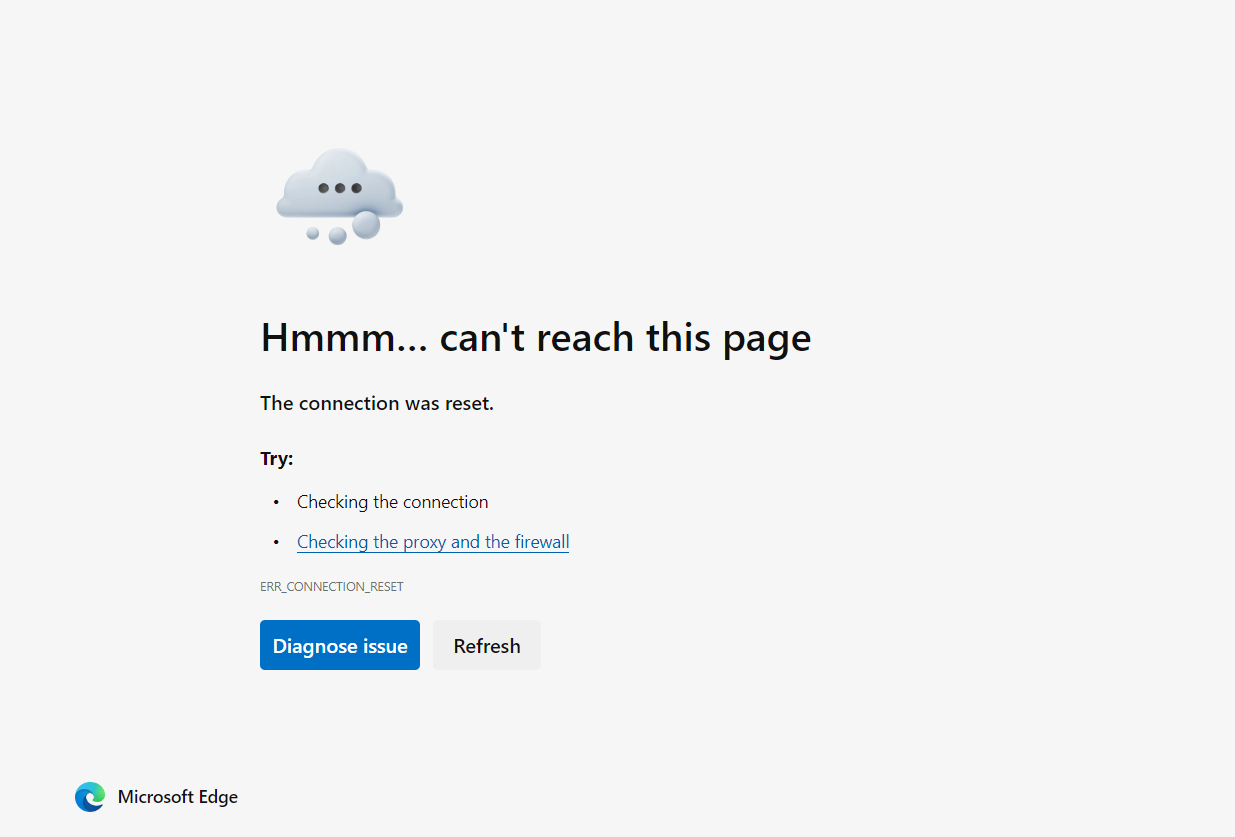 Hmmm... can't reach this page
The connection was reset.
Try:
• Checking the connection
• Checking the proxy and the firewall
ERR_CONNECTION_RESET
Diagnose issue Refresh
Microsoft Edge